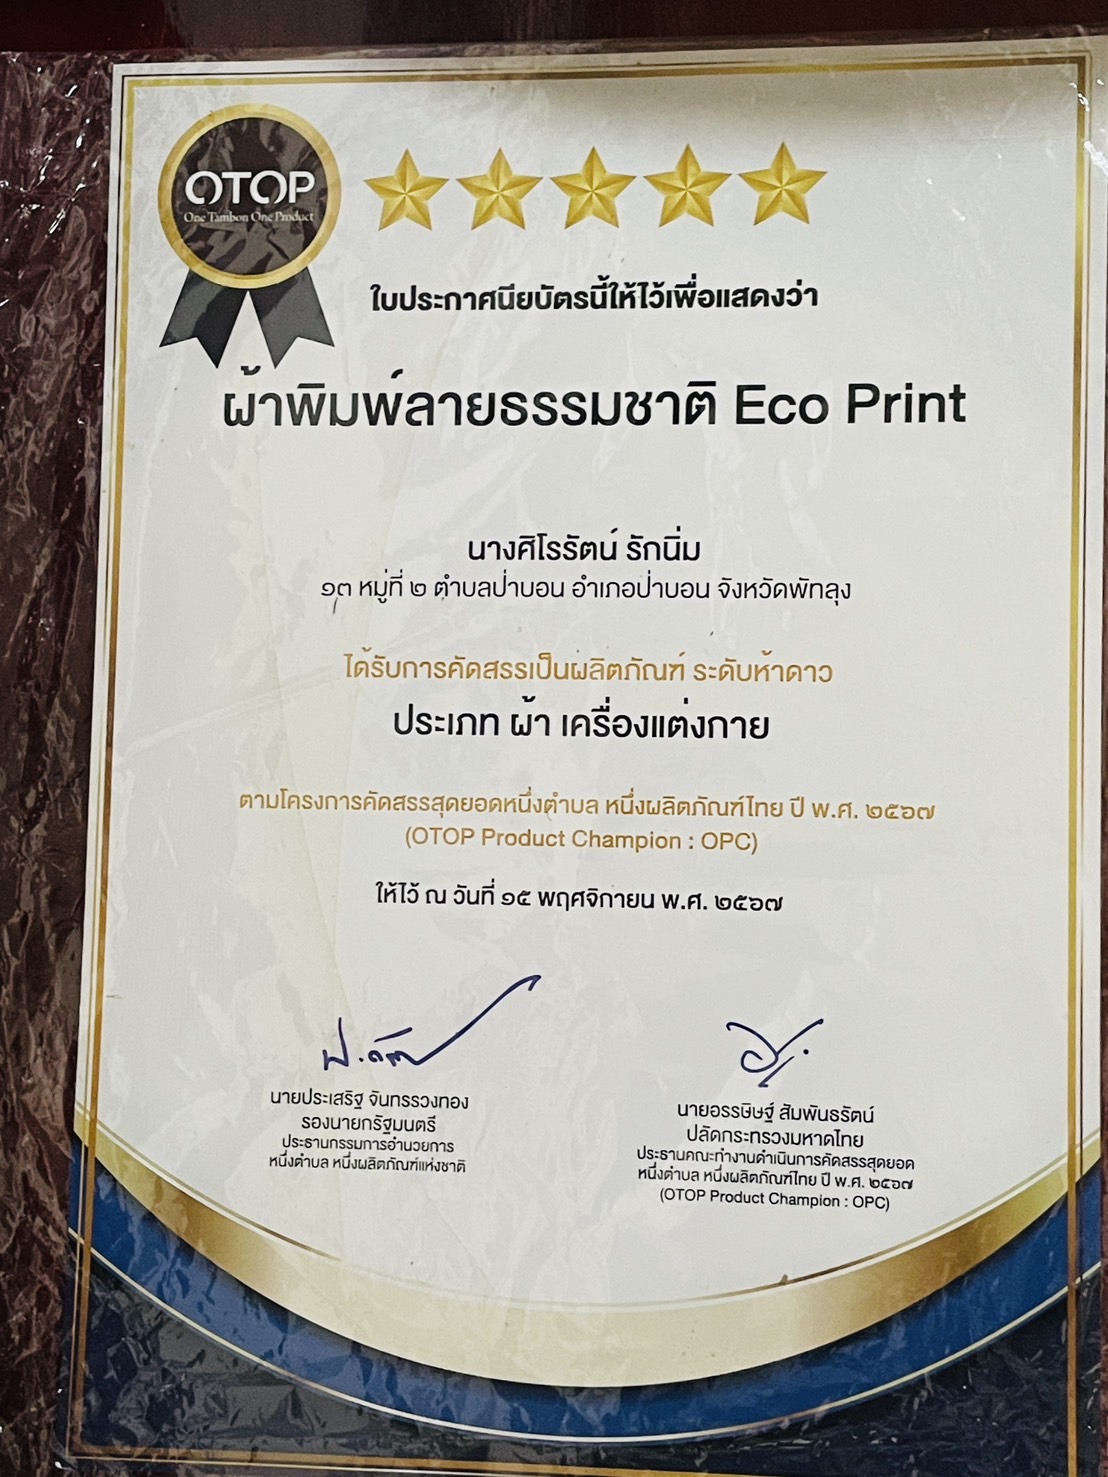 OTOP
One Tambon One Product
ใบประกาศนียบัตรนี้ให้ไว้เพื่อแสดงว่า
ผ้าพิมพ์ลายธรรมชาติ Eco Print
นางศิโรรัตน์ รักนิ่ม
๑๓ หมู่ที่ ๒ ตำบลป่าบอน อำเภอป่าบอน จังหวัดพัทลุง
ได้รับการคัดสรรเป็นผลิตภัณฑ์ ระดับห้าดาว
ประเภท ผ้า เครื่องแต่งกาย
ตามโครงการคัดสรรสุดยอดหนึ่งตำบล หนึ่งผลิตภัณฑ์ไทย ปี พ.ศ. ๒๕๖๗
(OTOP Product Champion : OPC)
ให้ไว้ ณ วันที่ ๑๕ พฤศจิกายน พ.ศ. ๒๕๖๗
นายประเสริฐ จันทรรวงทอง
รองนายกรัฐมนตรี
ประธานกรรมการอำนวยการ
หนึ่งตำบล หนึ่งผลิตภัณฑ์แห่งชาติ
นายอรรษิษฐ์ สัมพันธรัตน์
ปลัดกระทรวงมหาดไทย
ประธานคณะทำงานดำเนินการคัดสรรสุดยอด
หนึ่งตำบล หนึ่งผลิตภัณฑ์ไทย ปี พ.ศ. ๒๕๖๗
(OTOP Product Champion : OPC)